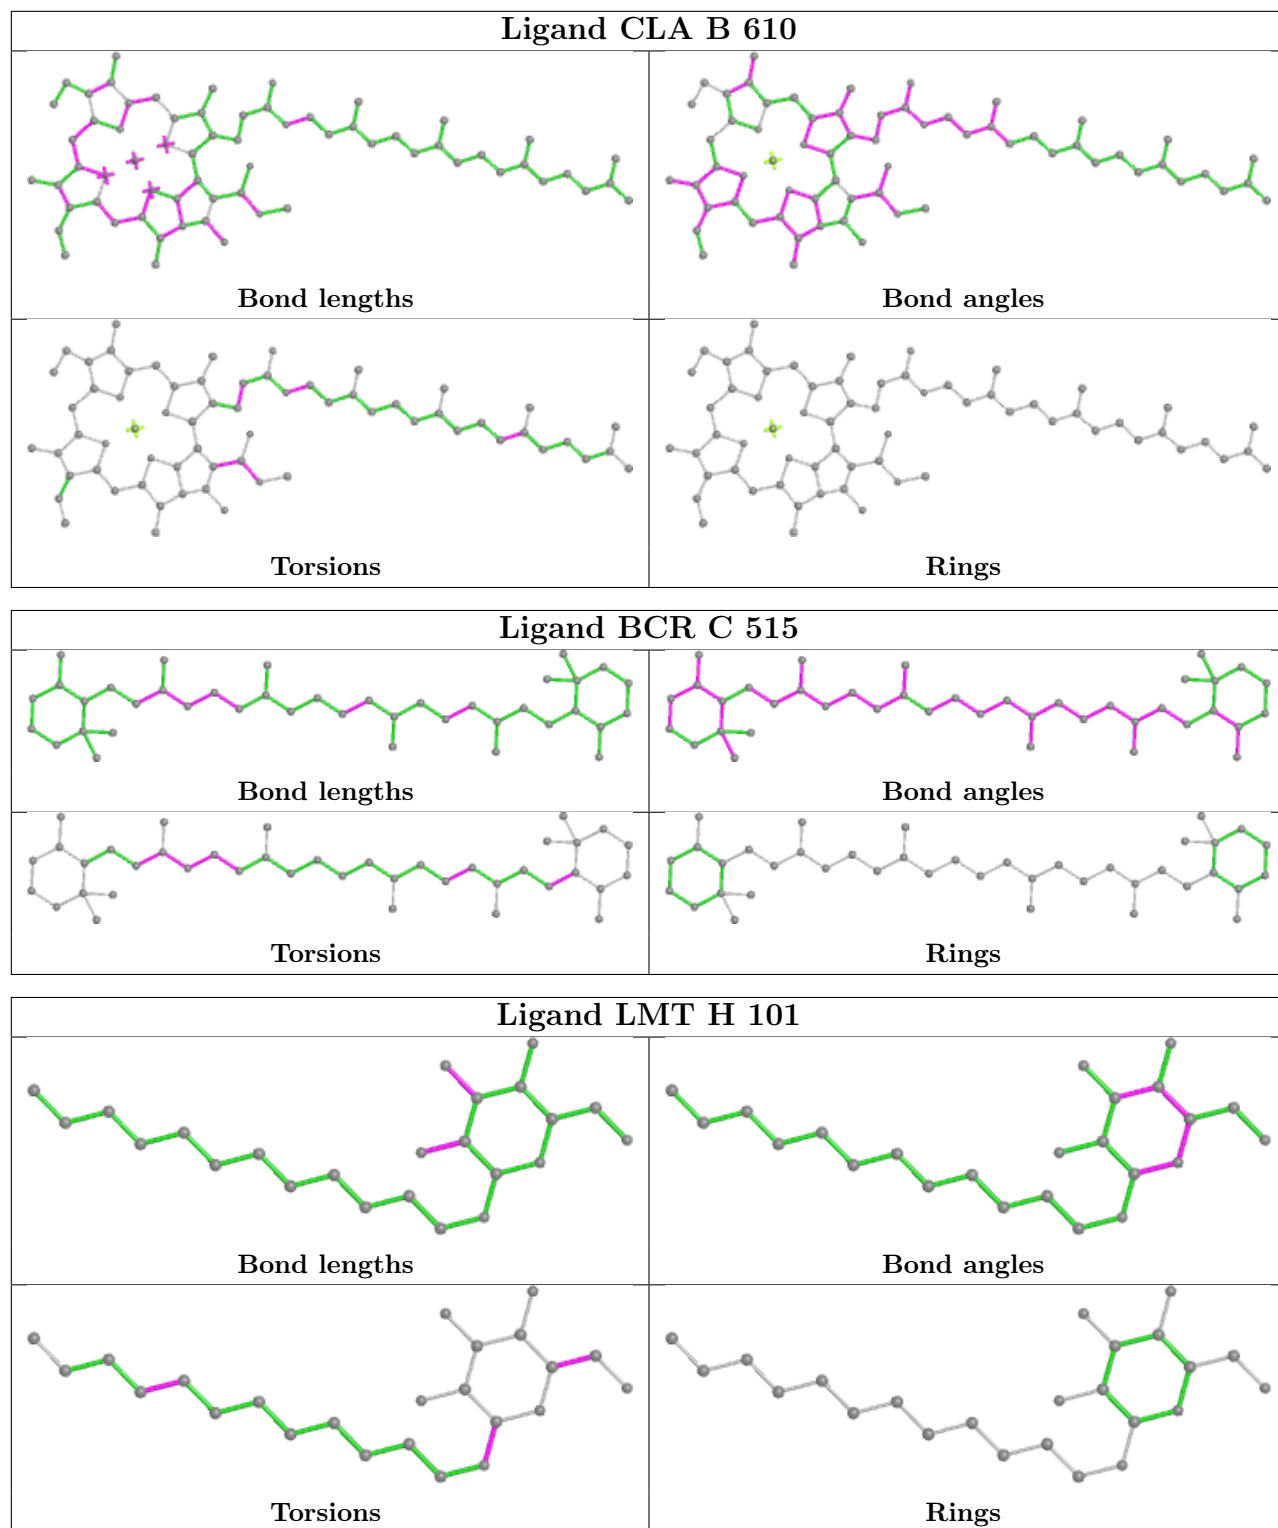 Ligand CLA B 610
Bond lengths
Bond angles
Torsions
Rings
Ligand BCR C 515
Bond lengths
Bond angles
Torsions
Rings
Ligand LMT H 101
Bond lengths
Bond angles
Torsions
Rings